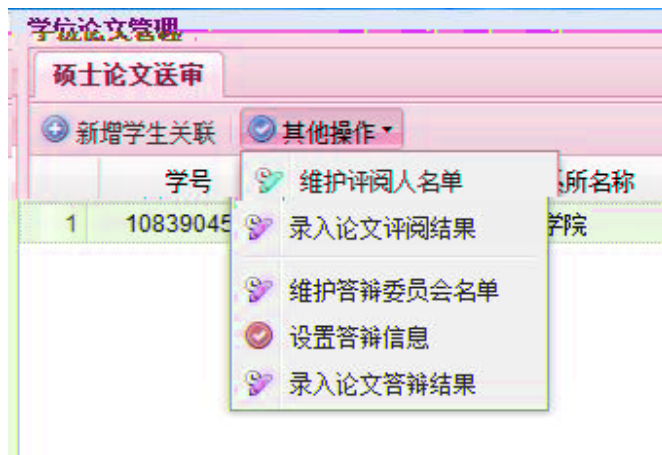 学位论文管理
硕士论文送审
新增学生关联 其他操作
学号 所名称
1 10839045 学院
维护评阅人名单
录入论文评阅结果
维护答辩委员会名单
设置答辩信息
录入论文答辩结果